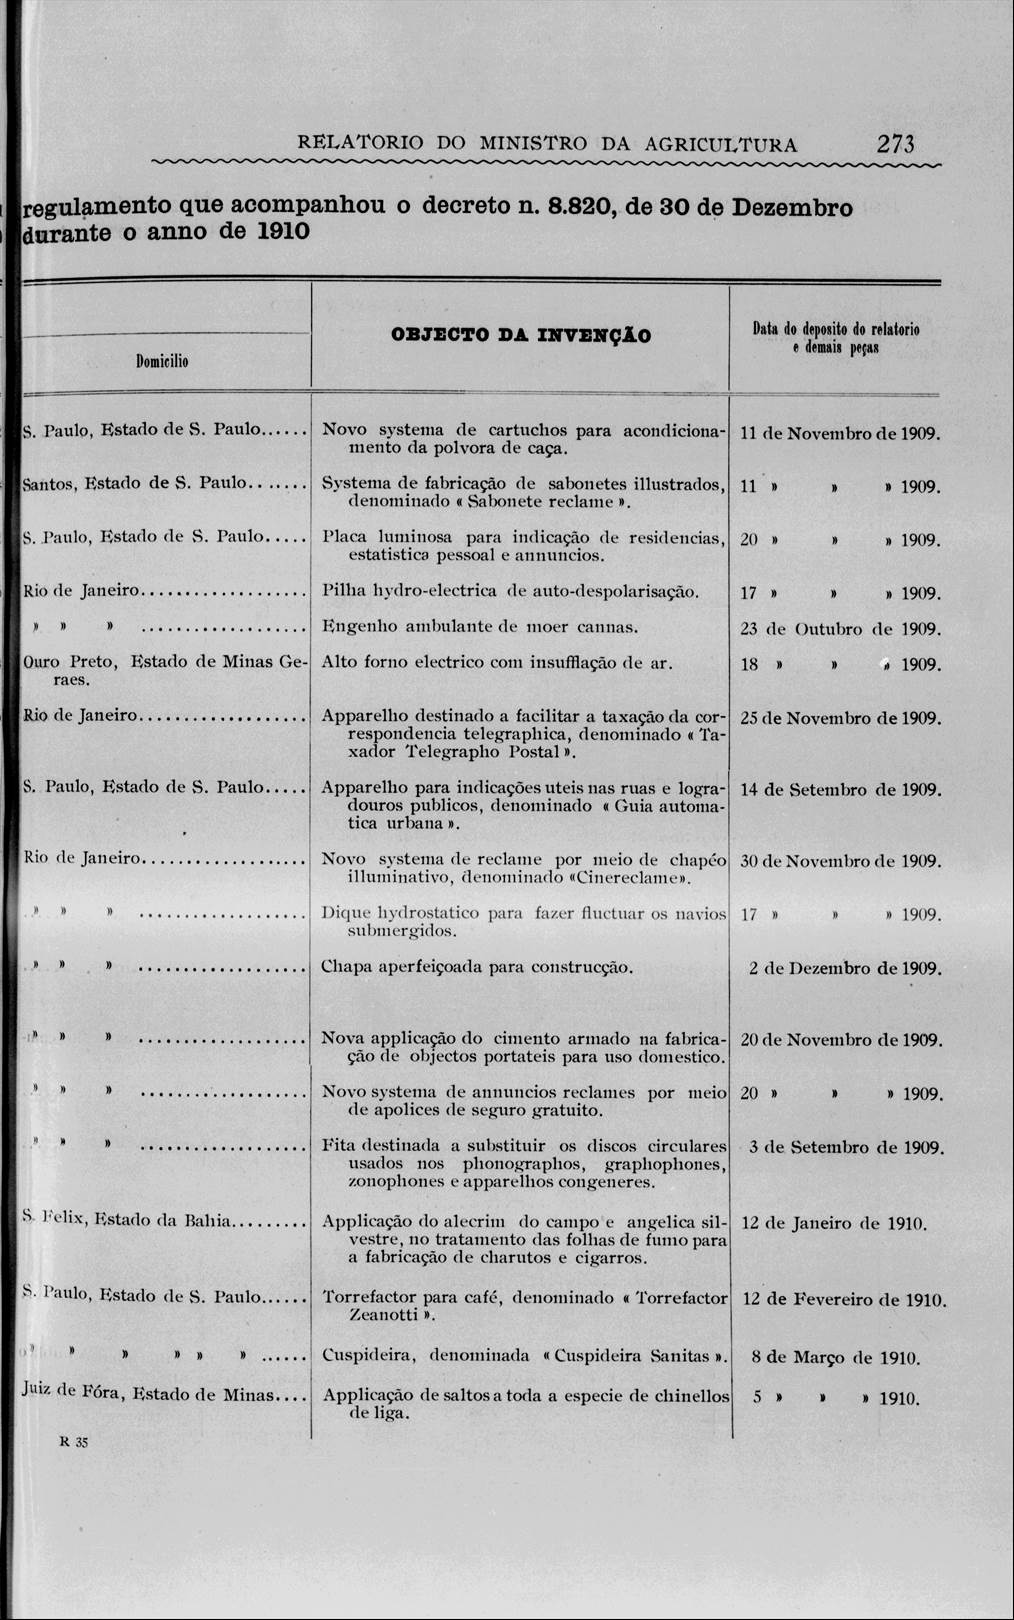 RELATORIO DO MINISTRO DA AGRICULTURA 273
regulamento que acompanhou o decreto n. 8.820, de 30 de Dezembro
durante o anno de 1910
Domicilio
OBJECTO DA INVENÇÃO
Data do deposito do relatorio
e demais peças
S. Paulo, Estado de S. Paulo...... Novo systema de cartuchos para acondiciona- 11 de Novembro de 1909.
mento da polvora de caça.
Santos, Estado de S. Paulo....... Systema de fabricação de sabonetes illustrados, 11 » » » 1909.
denominado « Sabonete reclame ».
S. Paulo, Estado de S. Paulo..... Placa luminosa para indicação de residencias, 20 » » » 1909.
estatistica pessoal e annuncios.
Rio de Janeiro................... Pilha hydro-electrica de auto-despolarisação. 17 » » » 1909.
» » » ................... Engenho ambulante de moer cannas. 23 de Outubro de 1909.
Ouro Preto, Estado de Minas Ge- Alto forno electrico com insufflação de ar. 18 » » » 1909.
raes.
Rio de Janeiro................... Apparelho destinado a facilitar a taxação da cor- 25 de Novembro de 1909.
respondencia telegraphica, denominado « Ta-
xador Telegrapho Postal ».
S. Paulo, Estado de S. Paulo..... Apparelho para indicações uteis nas ruas e logra- 14 de Setembro de 1909.
douros publicos, denominado « Guia automa-
tica urbana ».
Rio de Janeiro................... Novo systema de reclame por meio de chapéo 30 de Novembro de 1909.
illuminativo, denominado «Cinereclame».
» » » ................... Dique hydrostatico para fazer fluctuar os navios 17 » » » 1909.
submergidos.
» » » ................... Chapa aperfeiçoada para construcção. 2 de Dezembro de 1909.
» » » ................... Nova applicação do cimento armado na fabrica- 20 de Novembro de 1909.
ção de objectos portateis para uso domestico.
» » » ................... Novo systema de annuncios reclames por meio 20 » » » 1909.
de apolices de seguro gratuito.
» » » ................... Fita destinada a substituir os discos circulares 3 de Setembro de 1909.
usados nos phonographos, graphophones,
zonophones e apparelhos congeneres.
S. Felix, Estado da Bahia......... Applicação do alecrim do campo e angelica sil- 12 de Janeiro de 1910.
vestre, no tratamento das folhas de fumo para
a fabricação de charutos e cigarros.
S. Paulo, Estado de S. Paulo...... Torrefactor para café, denominado « Torrefactor 12 de Fevereiro de 1910.
Zeanotti ».
» » » » » » ...... Cuspideira, denominada « Cuspideira Sanitas ». 8 de Março de 1910.
Juiz de Fóra, Estado de Minas.... Applicação de saltos a toda a especie de chinellos 5 » » » 1910.
de liga.
R 35